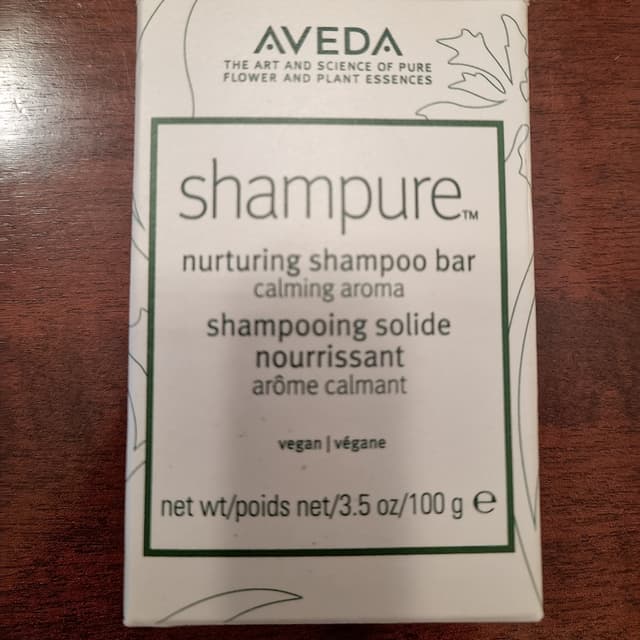 AVEDA
THE ART AND SCIENCE OF PURE
FLOWER AND PLANT ESSENCES
shampure™
nurturing shampoo bar
calming aroma
shampooing solide
nourrissant
arôme calmant
vegan | végane
net wt/poids net/3.5 oz/100 g ℮